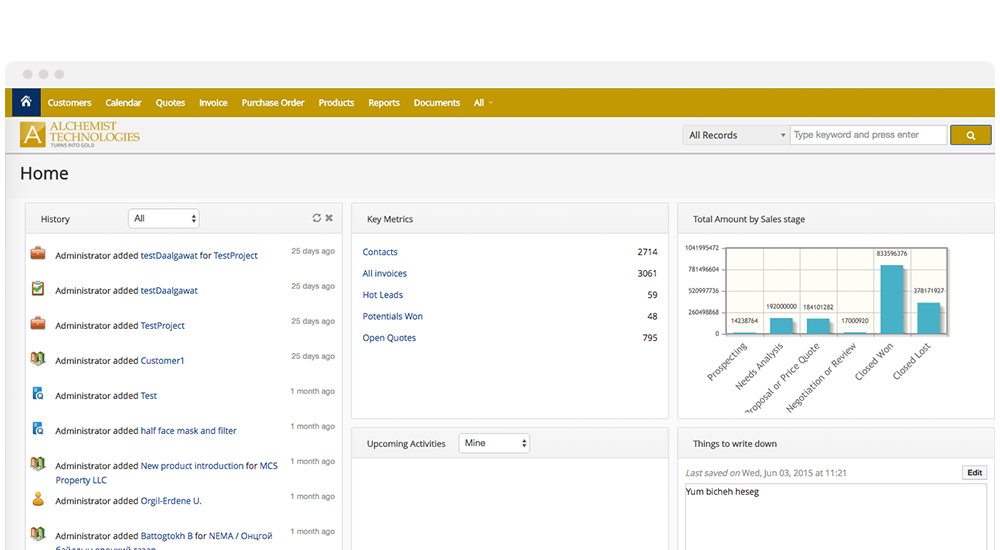 Customers Calendar Quotes Invoice Purchase Order Products Reports Documents All
ALCHEMIST
TECHNOLOGIES
TURNS INTO GOLD
All Records Type keyword and press enter
Home
History All
Administrator added testDaalgawat for TestProject 25 days ago
Administrator added testDaalgawat 25 days ago
Administrator added TestProject 25 days ago
Administrator added Customer1 25 days ago
Administrator added Test 1 month ago
Administrator added half face mask and filter 1 month ago
Administrator added New product introduction for MCS 1 month ago
Property LLC
Administrator added Orgil-Erdene U. 1 month ago
Administrator added Battogtokh B for NEMA / Онцгой 1 month ago
байдлын ерөнхий газар
Key Metrics
Contacts 2714
All invoices 3061
Hot Leads 59
Potentials Won 48
Open Quotes 795
Total Amount by Sales stage
1041995472
781496604
520997736
260498868
0
14238764
192000000
184101282
17000920
833596376
378171927
Prospecting
Needs Analysis
Proposal or Price Quote
Negotiation or Review
Closed Won
Closed Lost
Upcoming Activities Mine
Things to write down
Last saved on Wed, Jun 03, 2015 at 11:21 Edit
Yum bicheh heseg